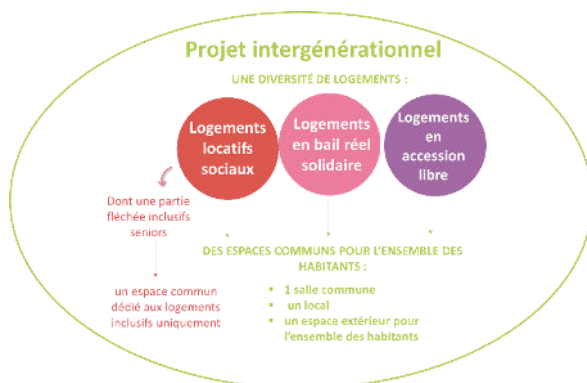 Projet intergénérationnel
UNE DIVERSITÉ DE LOGEMENTS :
Logements
locatifs
sociaux
Logements
en bail réel
solidaire
Logements
en
accession
libre
Dont une partie
fléchée inclusifs
seniors
un espace commun
dédié aux logements
inclusifs uniquement
DES ESPACES COMMUNS POUR L'ENSEMBLE DES
HABITANTS :
▪ 1 salle commune
▪ un local
▪ un espace extérieur pour
l'ensemble des habitants